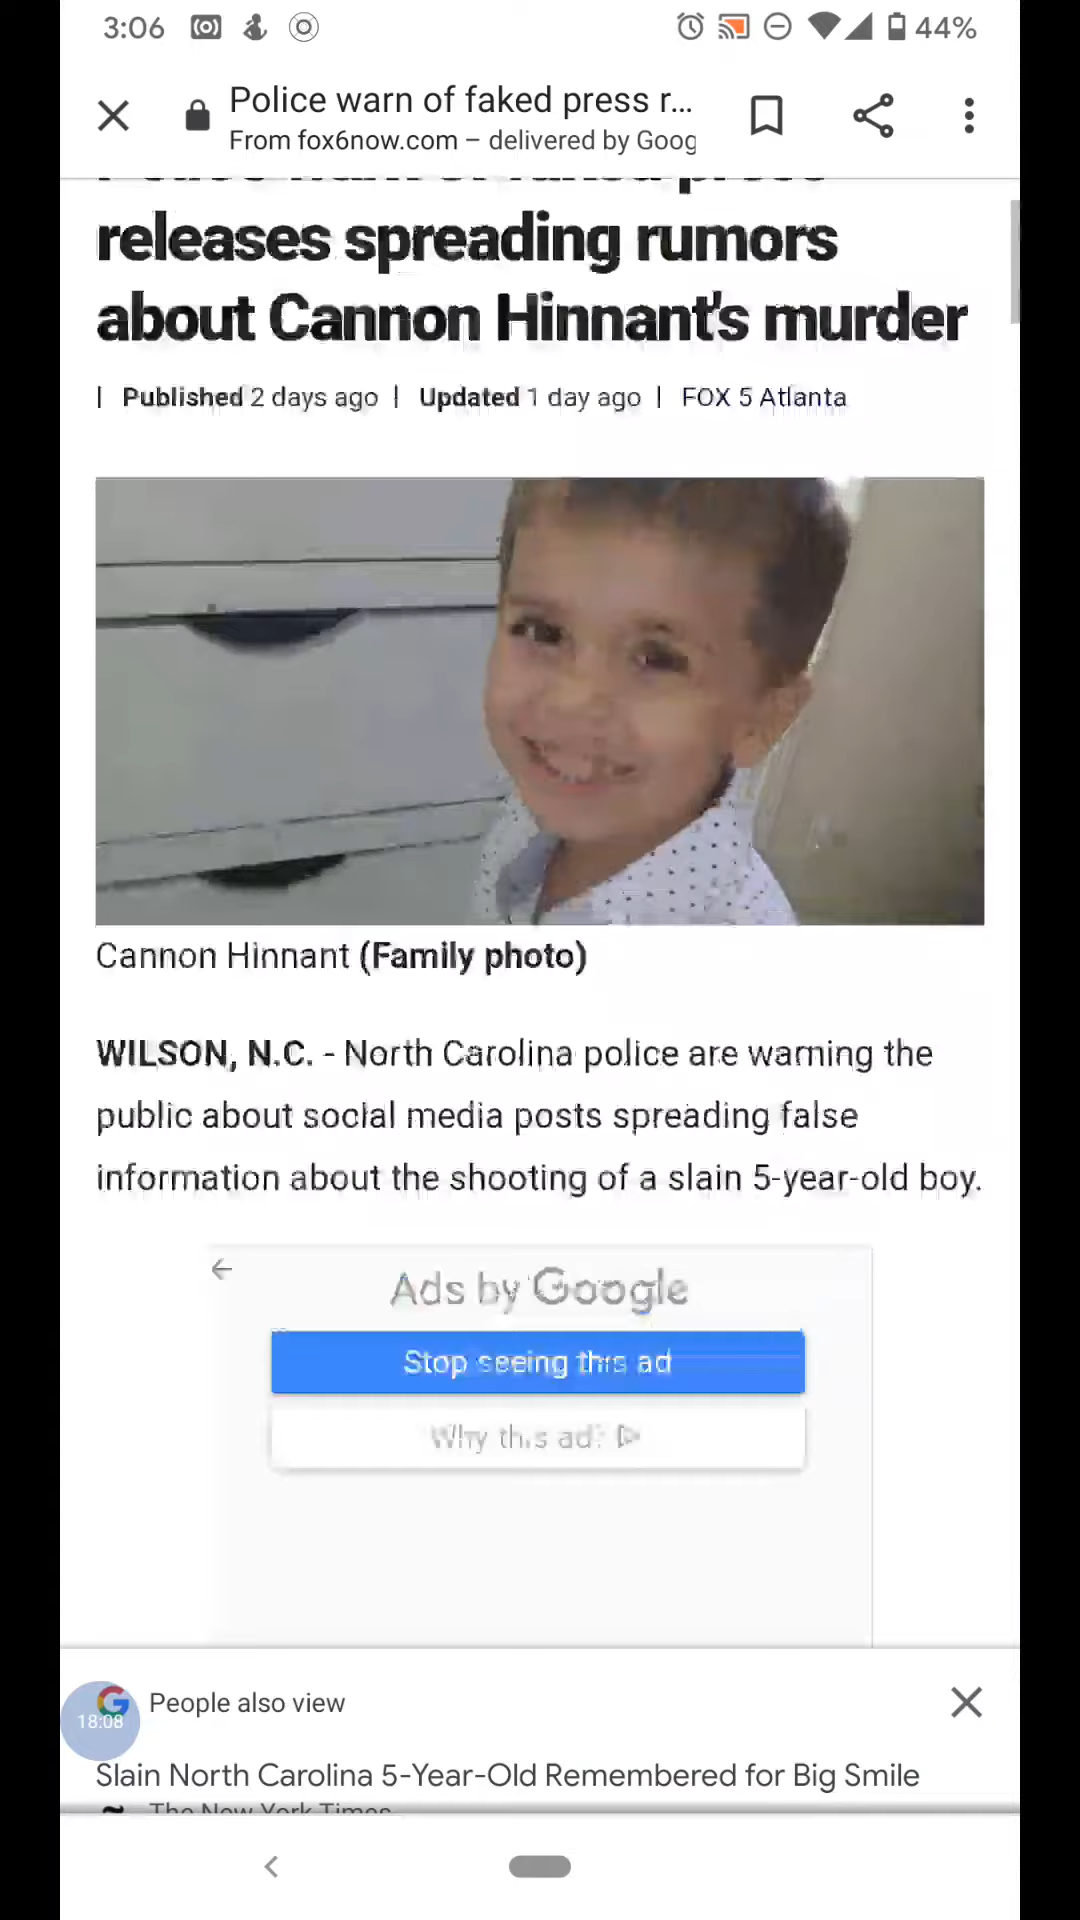 3:06
44%
Police warn of faked press r...
From fox6now.com – delivered by Goog
releases spreading rumors
about Cannon Hinnant's murder
| Published 2 days ago | Updated 1 day ago | FOX 5 Atlanta
Cannon Hinnant (Family photo)
WILSON, N.C. - North Carolina police are warning the
public about social media posts spreading false
information about the shooting of a slain 5-year-old boy.
Ads by Google
Stop seeing this ad
Why this ad?
People also view
18:08
Slain North Carolina 5-Year-Old Remembered for Big Smile
The New York Times